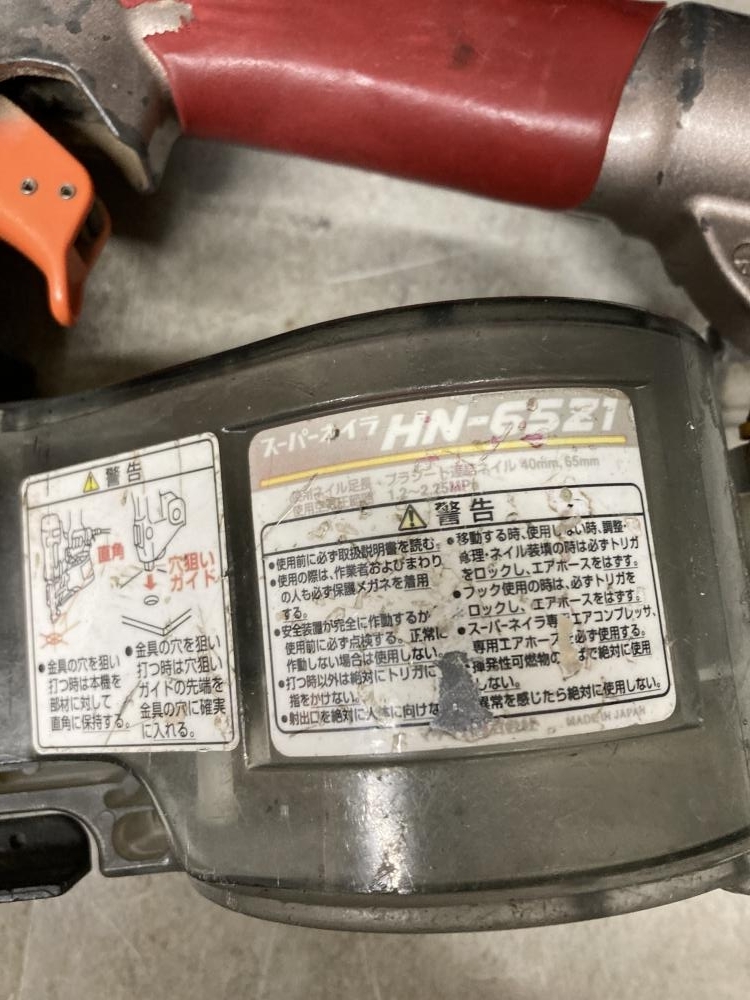 ⚠ 警告
直角
穴狙い
ガイド
●金具の穴を狙い
打つ時は本機を
部材に対して
直角に保持する。
●金具の穴を狙い
打つ時は穴狙い
ガイドの先端を
金具の穴に確実
に入れる。
スーパーネイラ HN-65Z1
使用ネイル足長・プラシート連結ネイル 40mm, 65mm
1.2~2.25MP
⚠ 警告
●使用前に必ず取扱説明書を読む。
●使用の際は、作業者およびまわり
の人も必ず保護メガネを着用
する。
●安全装置が完全に作動するか
使用前に必ず点検する。正常に
作動しない場合は使用しない。
●打つ時以外は絶対にトリガに
指をかけない。
●射出口を絶対に人体に向けな
●移動する時、使用しない時、調整・
修理・ネイル装填の時は必ずトリガ
をロックし、エアホースをはずす。
●フック使用の時は、必ずトリガを
ロックし、エアホースをはずす。
●スーパーネイラ専 エアコンプレッサ、
専用エアホース 必ず使用する。
●揮発性可燃物の ばで絶対に使用
しない。
異常を感じたら絶対に使用しない。
MADE IN JAPAN